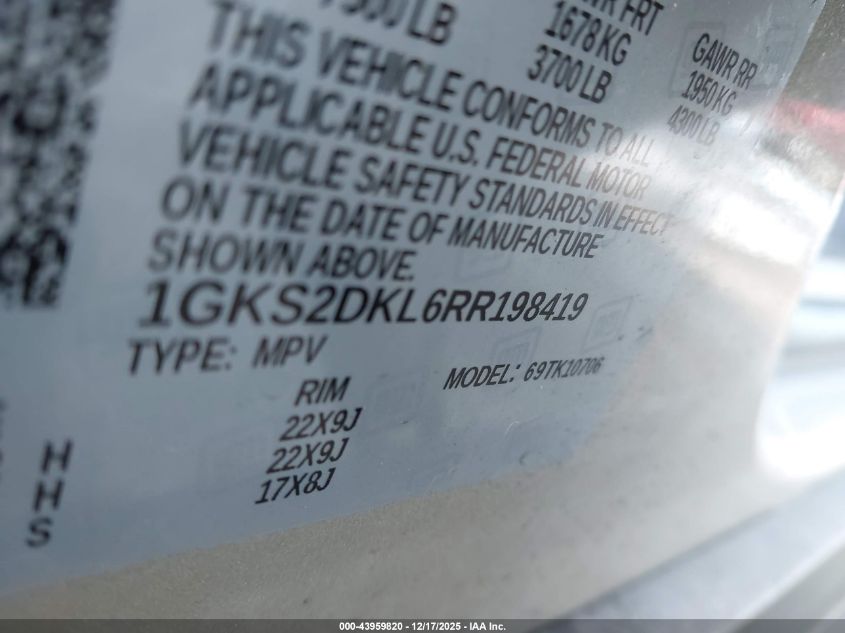 LB
FRT
1678 KG
3700 LB
GAWR RR
1950 KG
4300 LB
THIS VEHICLE CONFORMS TO ALL
APPLICABLE U.S. FEDERAL MOTOR
VEHICLE SAFETY STANDARDS IN EFFECT
ON THE DATE OF MANUFACTURE
SHOWN ABOVE.
1GKS2DKL6RR198419
TYPE: MPV
MODEL: 69TK10706
RIM
22X9J
22X9J
17X8J
H
H
S
000-43959820 - 12/17/2025 - IAA Inc.